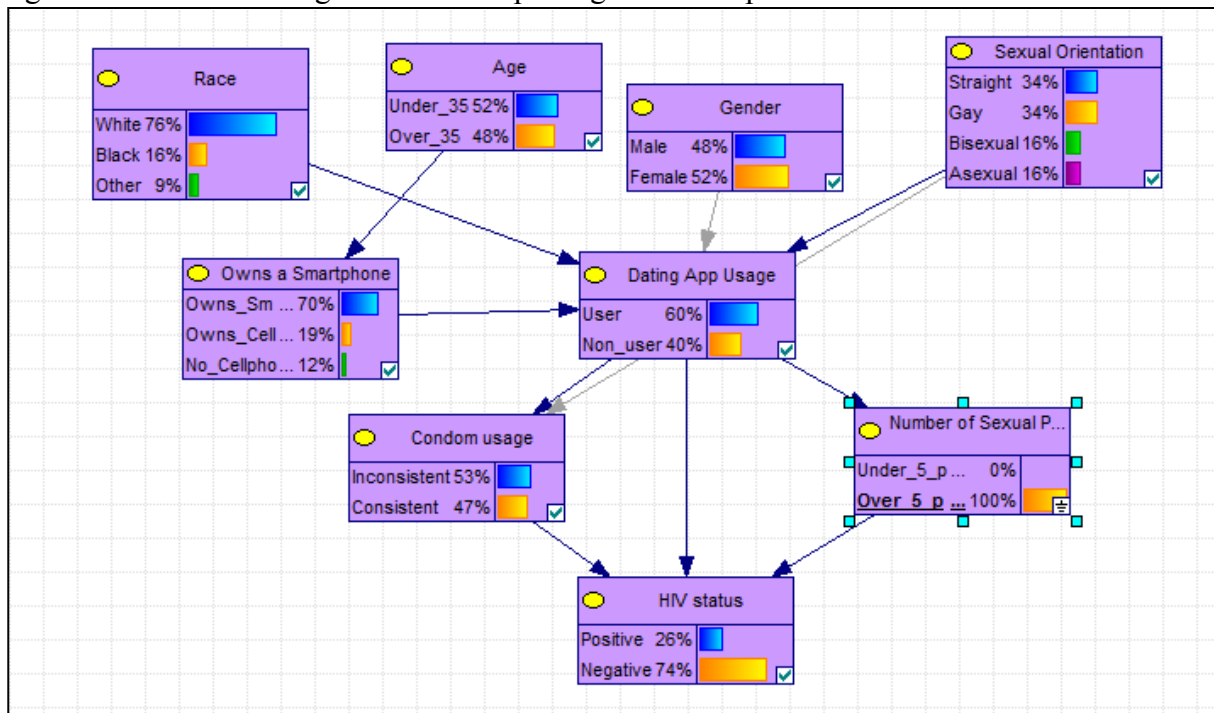 Race
White 76%
Black 16%
Other 9%
Age
Under_35 52%
Over_35 48%
Gender
Male 48%
Female 52%
Sexual Orientation
Straight 34%
Gay 34%
Bisexual 16%
Asexual 16%
Owns a Smartphone
Owns_Sm ... 70%
Owns_Cell ... 19%
No_Cellpho... 12%
Dating App Usage
User 60%
Non_user 40%
Condom usage
Inconsistent 53%
Consistent 47%
Number of Sexual P...
Under_5_p ... 0%
Over_5_p ... 100%
HIV status
Positive 26%
Negative 74%